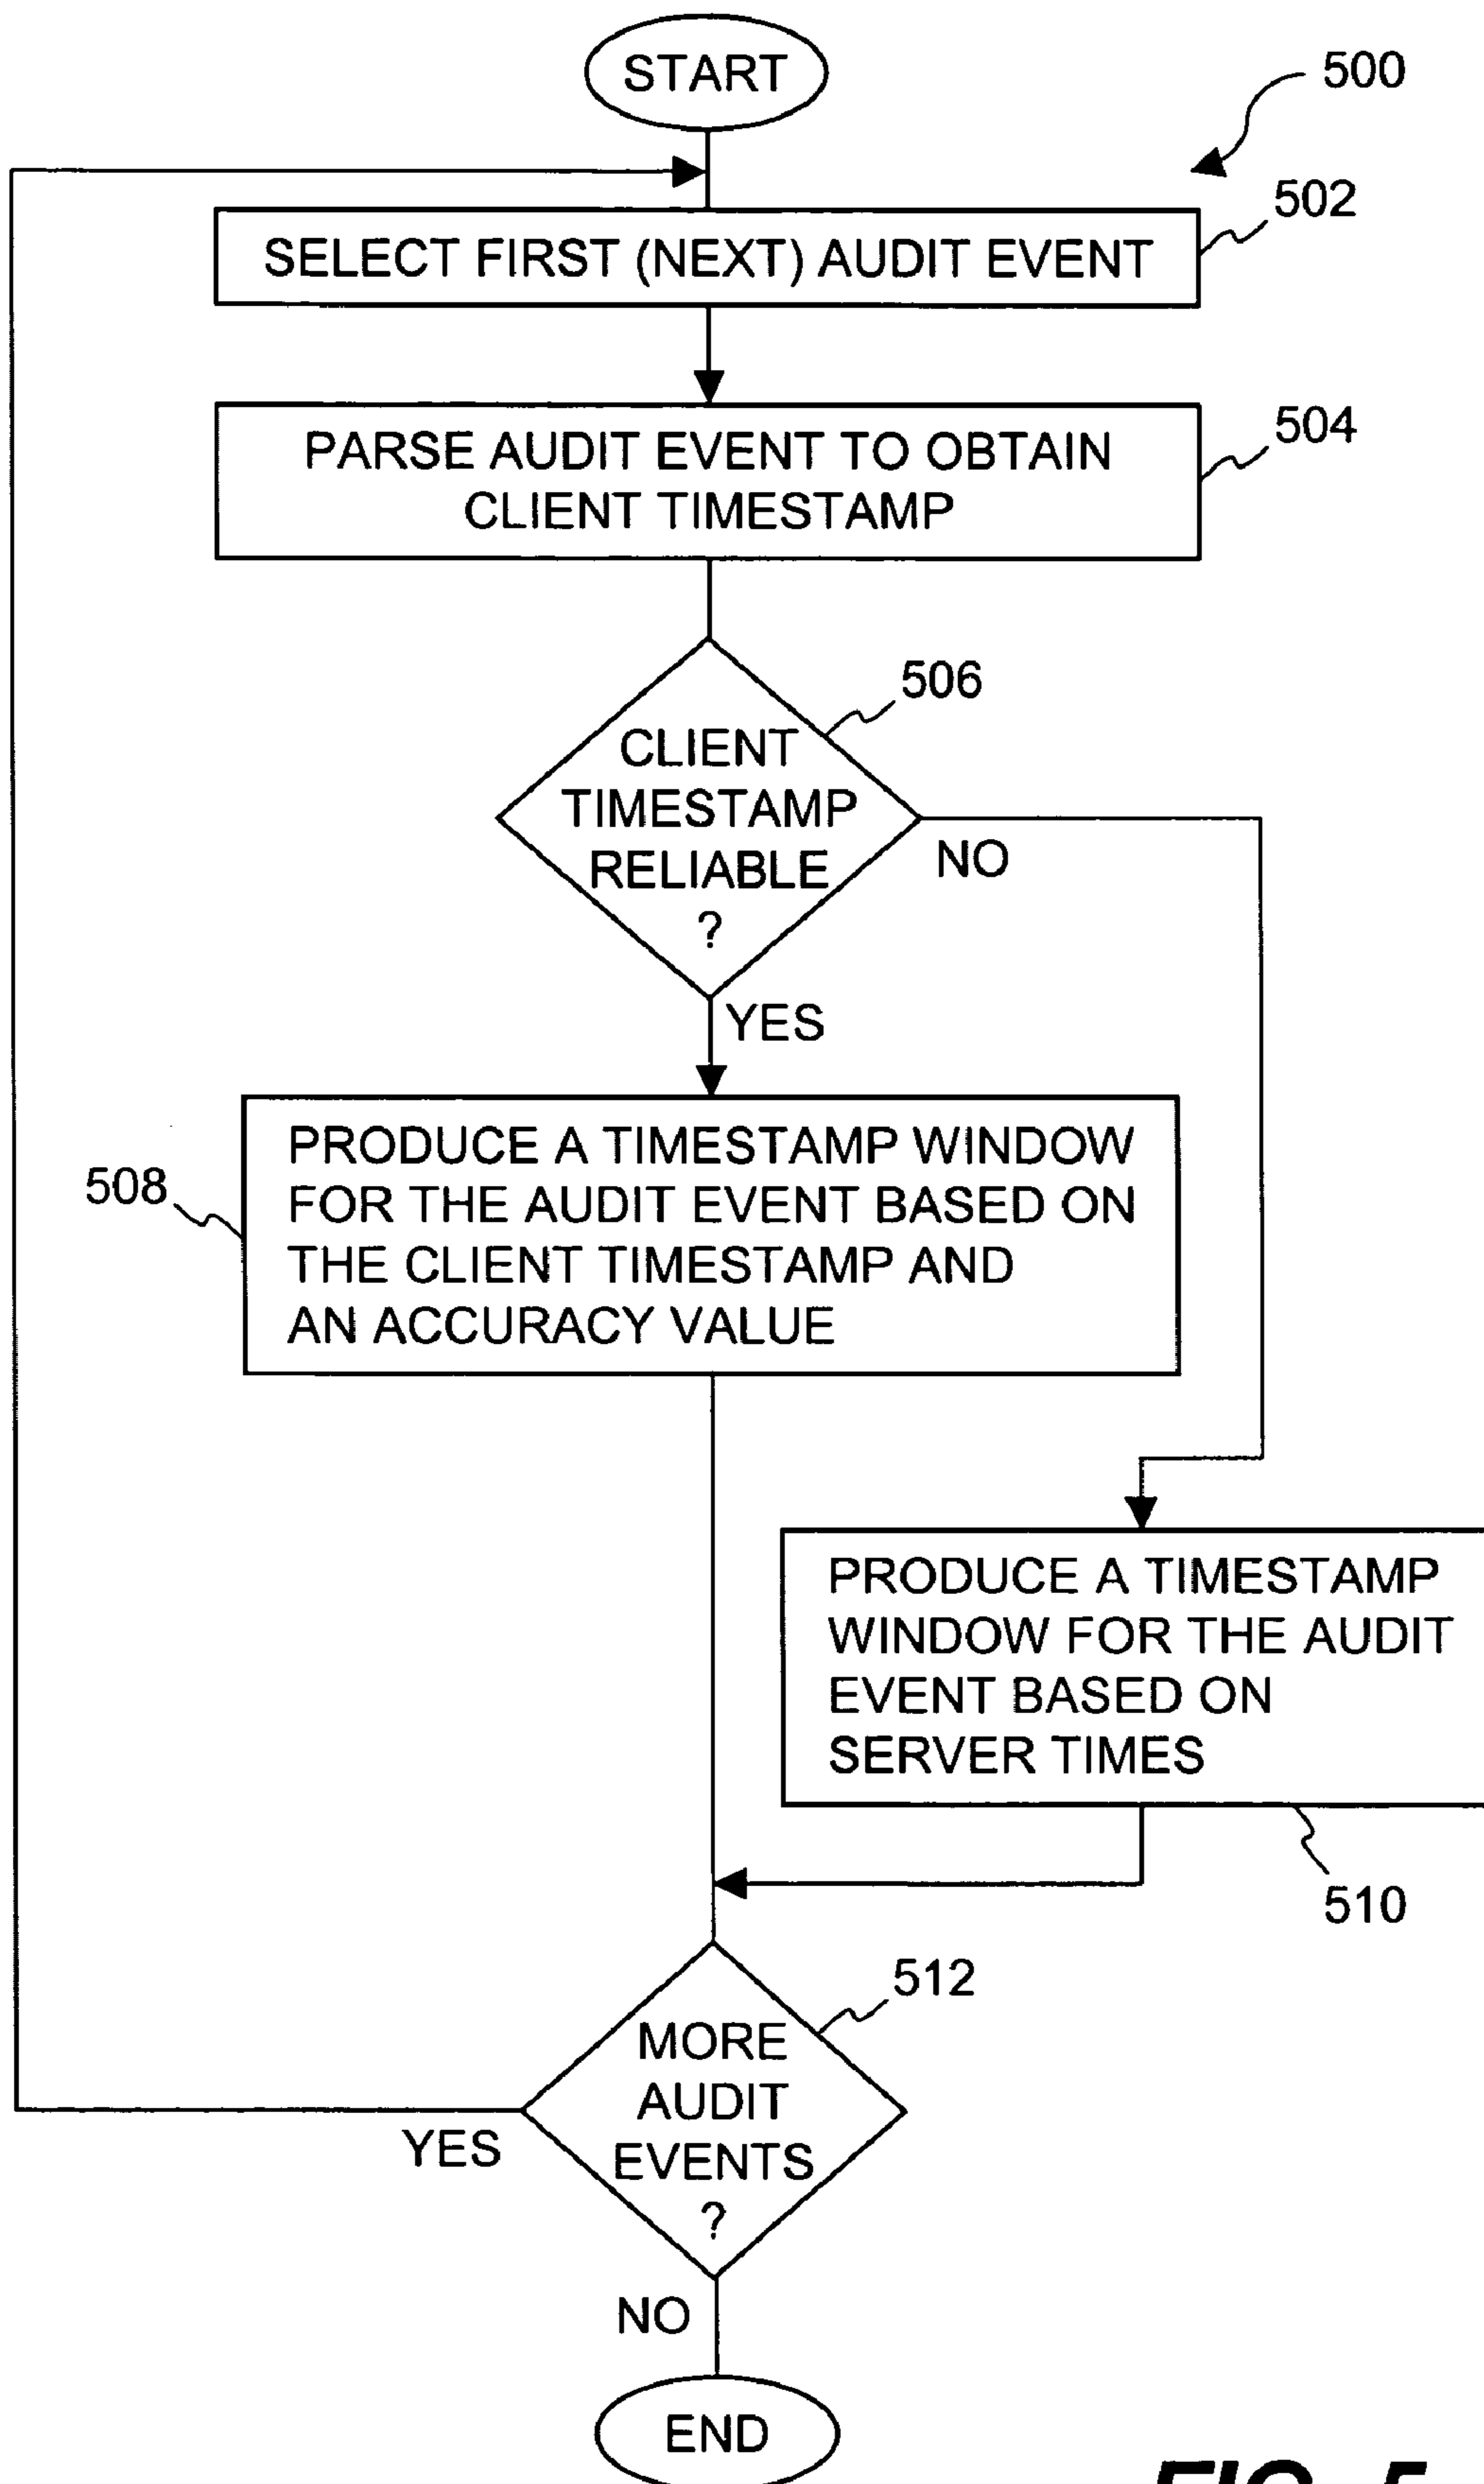 START
500
502
SELECT FIRST (NEXT) AUDIT EVENT
504
PARSE AUDIT EVENT TO OBTAIN
CLIENT TIMESTAMP
506
CLIENT
TIMESTAMP
RELIABLE
?
NO
YES
508
PRODUCE A TIMESTAMP WINDOW
FOR THE AUDIT EVENT BASED ON
THE CLIENT TIMESTAMP AND
AN ACCURACY VALUE
PRODUCE A TIMESTAMP
WINDOW FOR THE AUDIT
EVENT BASED ON
SERVER TIMES
510
512
MORE
AUDIT
EVENTS
?
YES
NO
END
FIG. 5